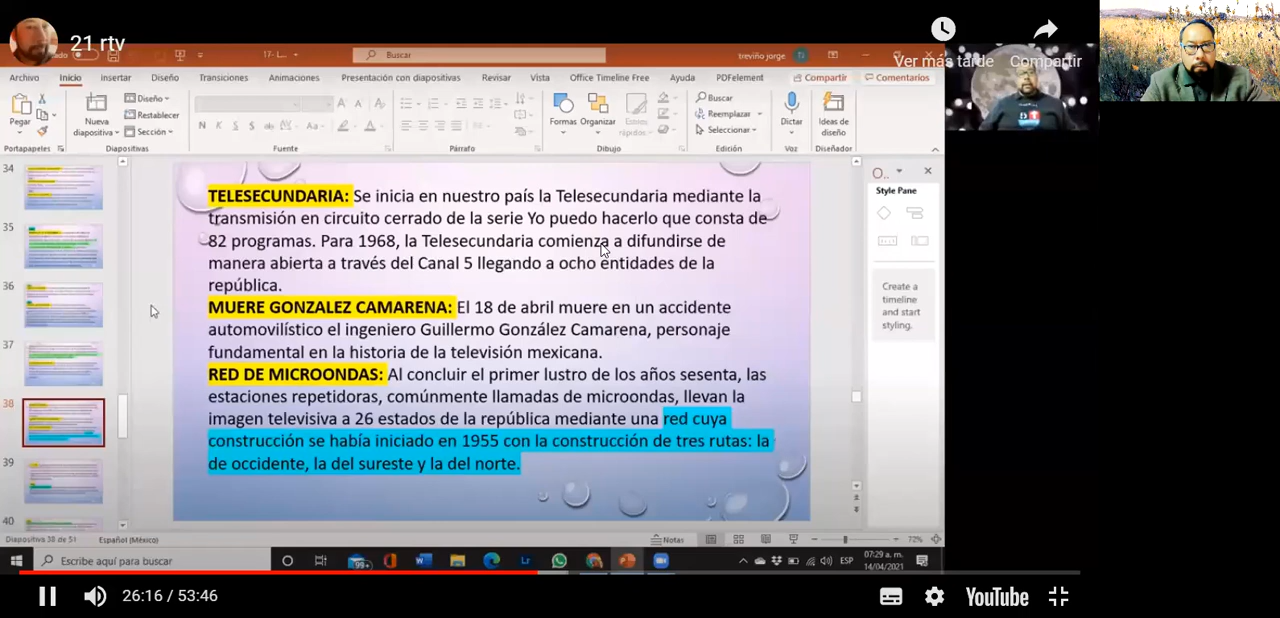 21 rtv
Ver más tarde
Compartir
Buscar
treviño jorge
Archivo Inicio Insertar Diseño Transiciones Animaciones Presentación con diapositivas Revisar Vista Office Timeline Free Ayuda PDFelement Compartir Comentarios
Pegar
Nueva diapositiva
Diseño
Restablecer
Sección
N K S S
Aa
Formas Organizar Estilos rápidos
Buscar
Reemplazar
Seleccionar
Dictar
Ideas de diseño
Portapapeles Diapositivas Fuente Párrafo Dibujo Edición Voz Diseñador
34
35
36
37
38
39
40
TELESECUNDARIA: Se inicia en nuestro país la Telesecundaria mediante la
transmisión en circuito cerrado de la serie Yo puedo hacerlo que consta de
82 programas. Para 1968, la Telesecundaria comienza a difundirse de
manera abierta a través del Canal 5 llegando a ocho entidades de la
república.
MUERE GONZALEZ CAMARENA: El 18 de abril muere en un accidente
automovilístico el ingeniero Guillermo González Camarena, personaje
fundamental en la historia de la televisión mexicana.
RED DE MICROONDAS: Al concluir el primer lustro de los años sesenta, las
estaciones repetidoras, comúnmente llamadas de microondas, llevan la
imagen televisiva a 26 estados de la república mediante una red cuya
construcción se había iniciado en 1955 con la construcción de tres rutas: la
de occidente, la del sureste y la del norte.
O..
Style Pane
Create a
timeline and
start
styling.
Diapositiva 38 de 51 Español (México) Notas 72%
Escribe aquí para buscar
99+
Lr
ESP
07:29 a. m.
14/04/2021
26:16 / 53:46
YouTube